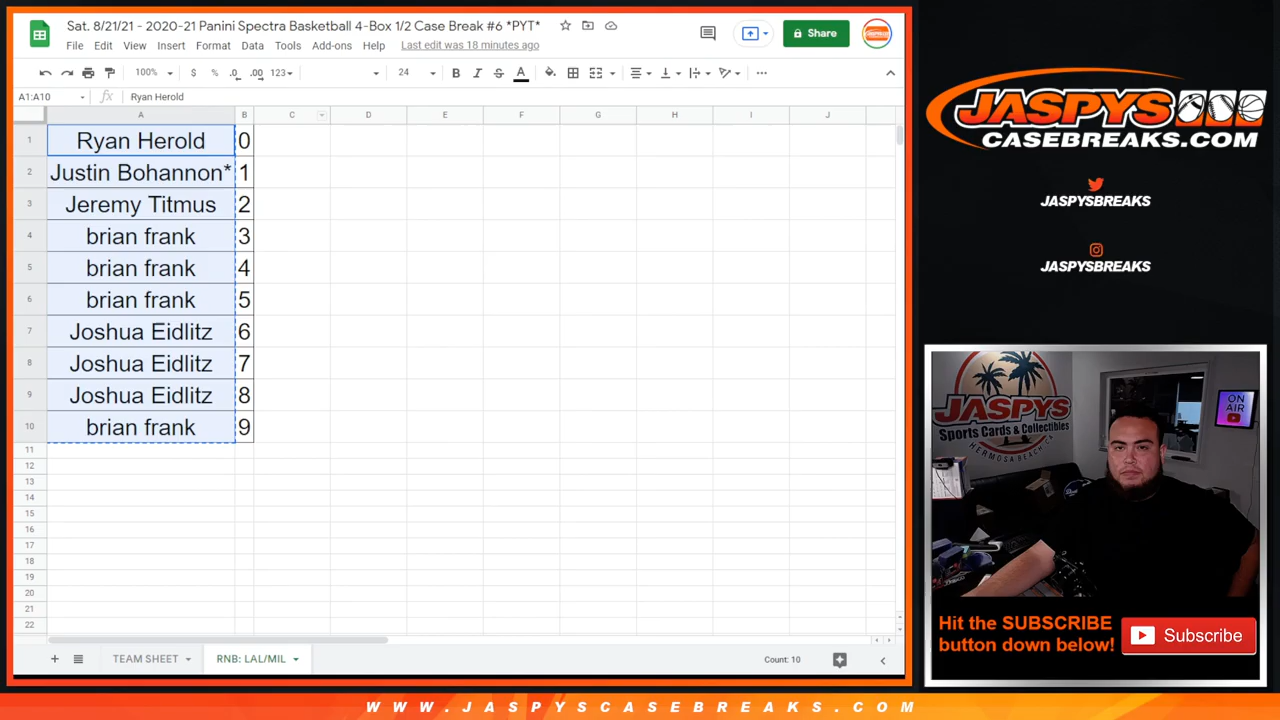 Sat. 8/21/21 - 2020-21 Panini Spectra Basketball 4-Box 1/2 Case Break #6 *PYT*
File Edit View Insert Format Data Tools Add-ons Help Last edit was 18 minutes ago
Share
100% $ % .0 .00 123 24 B I S A
A1:A10 fx Ryan Herold
A B C D E F G H I J
1 Ryan Herold 0
2 Justin Bohannon* 1
3 Jeremy Titmus 2
4 brian frank 3
5 brian frank 4
6 brian frank 5
7 Joshua Eidlitz 6
8 Joshua Eidlitz 7
9 Joshua Eidlitz 8
10 brian frank 9
11
12
13
14
15
16
17
18
19
20
21
22
TEAM SHEET RNB: LAL/MIL Count: 10
JASPYS
CASEBREAKS.COM
JASPYSBREAKS
JASPYSBREAKS
JASPYS
Sports Cards & Collectibles
HERMOSA BEACH, CA
ON
AIR
Hit the SUBSCRIBE
button down below!
Subscribe
WWW.JASPYSCASEBREAKS.COM